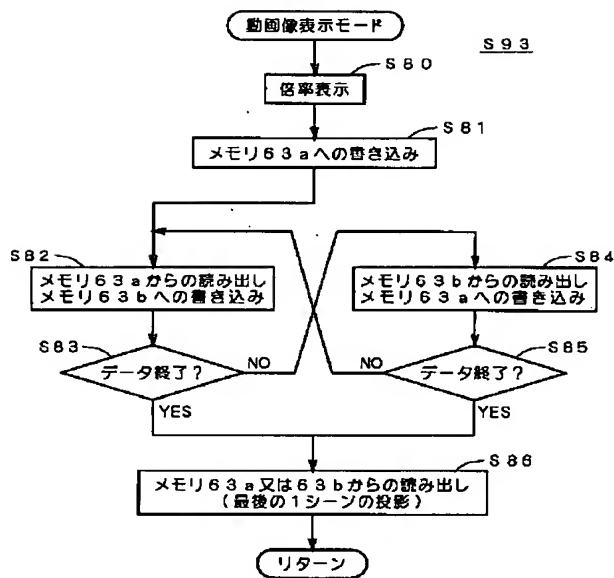 動画像表示モード
S93
S80
倍率表示
S81
メモリ63aへの書き込み
S82
メモリ63aからの読み出し
メモリ63bへの書き込み
S84
メモリ63bからの読み出し
メモリ63aへの書き込み
S83
データ終了?
NO
YES
S85
データ終了?
NO
YES
S86
メモリ63a又は63bからの読み出し
(最後の1シーンの投影)
リターン